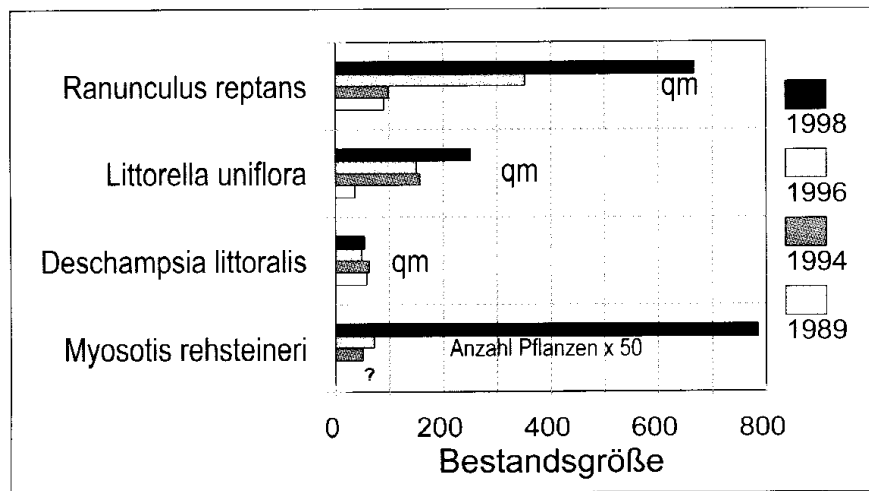 Ranunculus reptans
qm
1998
Littorella uniflora
qm
1996
Deschampsia littoralis
qm
1994
Myosotis rehsteineri
Anzahl Pflanzen x 50
?
1989
0 200 400 600 800
Bestandsgröße